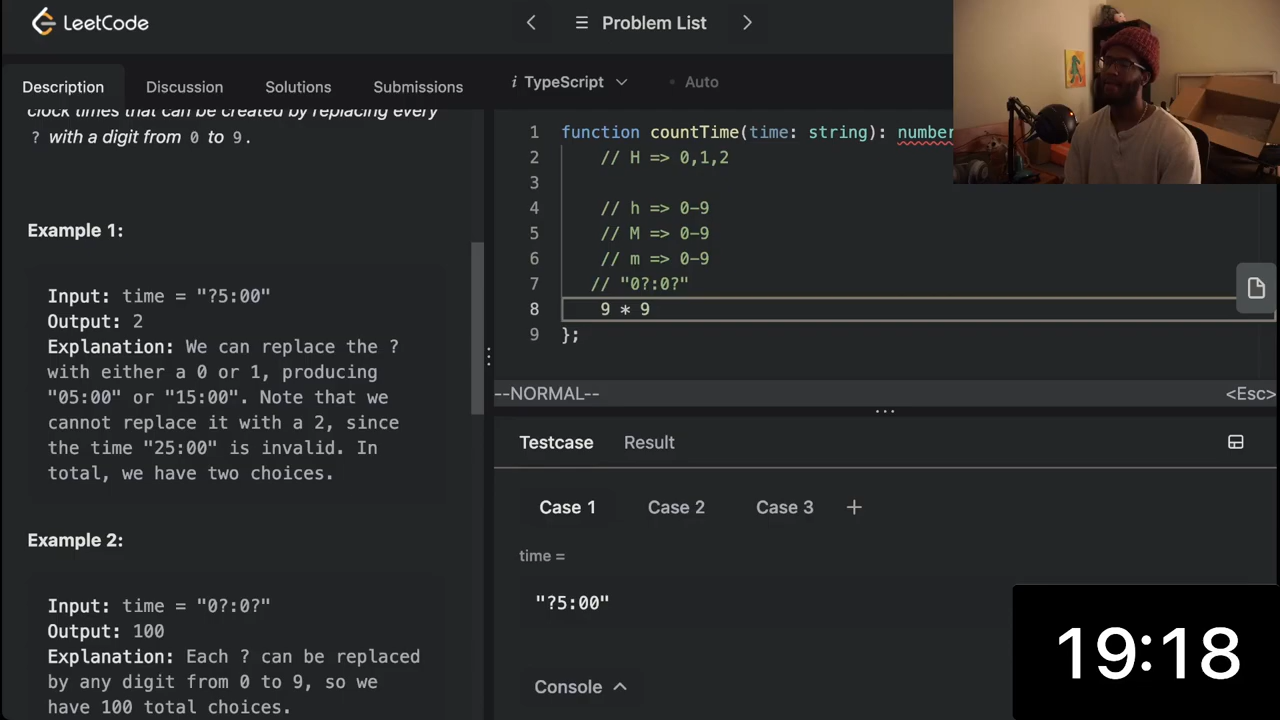 LeetCode
Problem List
Description
Discussion
Solutions
Submissions
i TypeScript
• Auto
clock times that can be created by replacing every
? with a digit from 0 to 9.
Example 1:
Input: time = "?5:00"
Output: 2
Explanation: We can replace the ?
with either a 0 or 1, producing
"05:00" or "15:00". Note that we
cannot replace it with a 2, since
the time "25:00" is invalid. In
total, we have two choices.
Example 2:
Input: time = "0?:0?"
Output: 100
Explanation: Each ? can be replaced
by any digit from 0 to 9, so we
have 100 total choices.
1 function countTime(time: string): number
2 // H => 0,1,2
3
4 // h => 0-9
5 // M => 0-9
6 // m => 0-9
7 // "0?:0?"
8 9 * 9
9 };
--NORMAL--
<Esc>
Testcase
Result
Case 1
Case 2
Case 3
+
time =
"?5:00"
Console
19:18